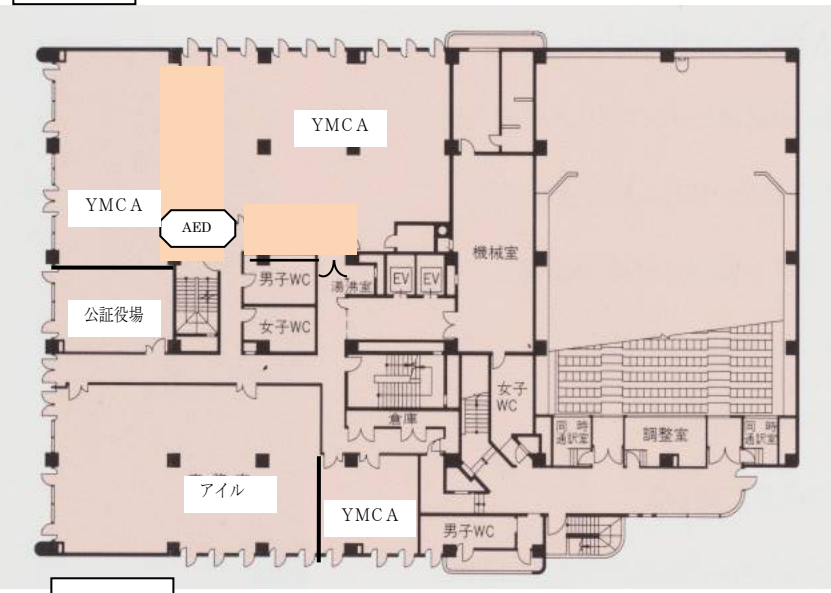 YMCA
YMCA
AED
機械室
男子WC
湯沸室
EV
EV
公証役場
女子WC
女子
WC
倉庫
同時
通訳室
調整室
同時
通訳室
アイル
YMCA
男子WC